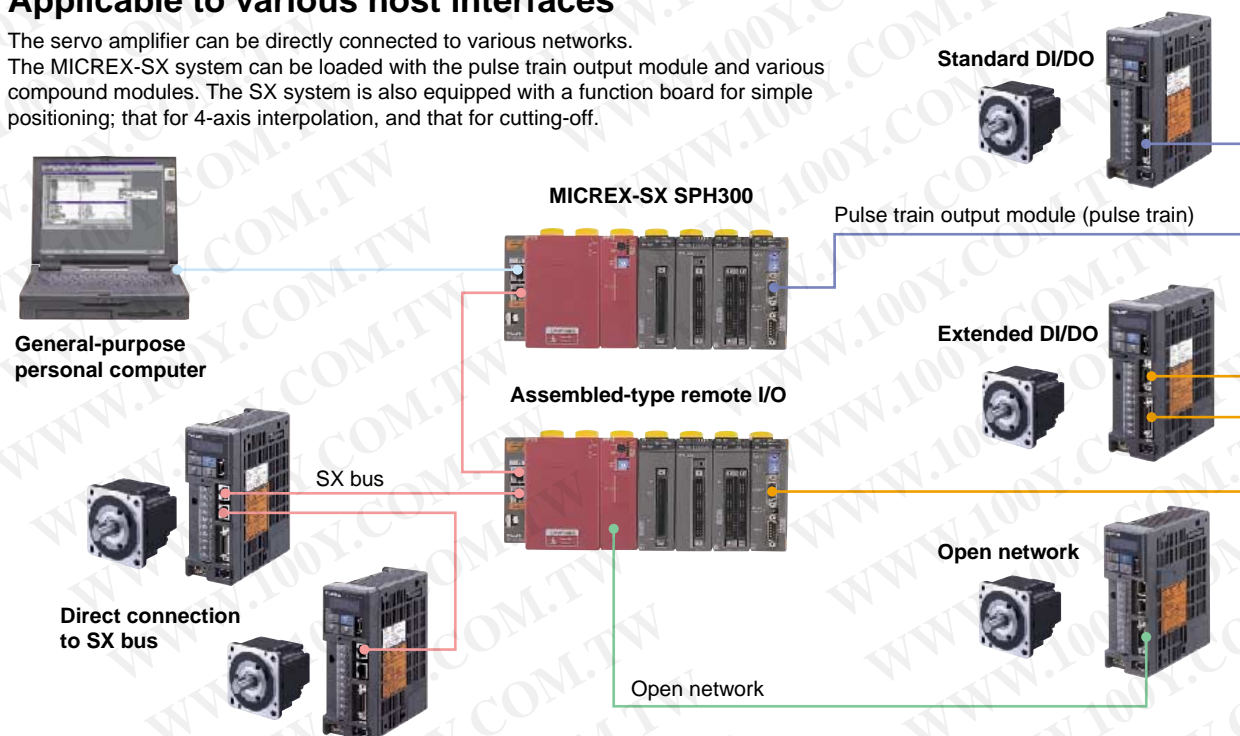 Applicable to various host interfaces
The servo amplifier can be directly connected to various networks.
The MICREX-SX system can be loaded with the pulse train output module and various
compound modules. The SX system is also equipped with a function board for simple
positioning; that for 4-axis interpolation, and that for cutting-off.
Standard DI/DO
MICREX-SX SPH300
Pulse train output module (pulse train)
General-purpose
personal computer
Extended DI/DO
Assembled-type remote I/O
SX bus
Open network
Direct connection
to SX bus
Open network
WWW.100Y.COM.TW